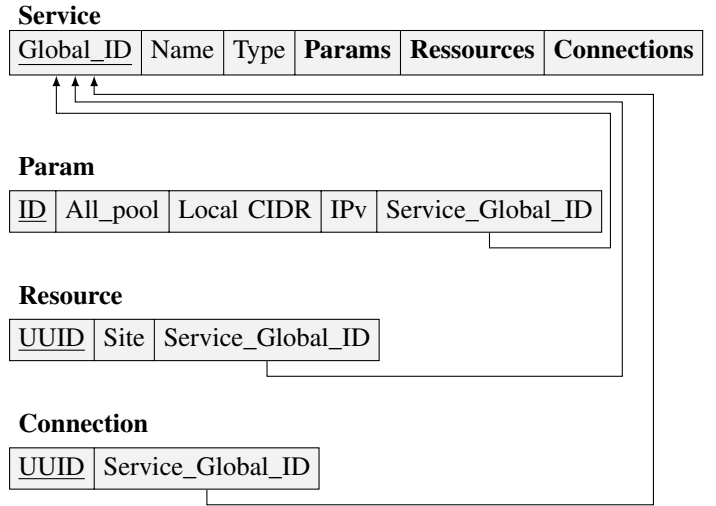 Service
Global_ID Name Type Params Ressources Connections
Param
ID All_pool Local CIDR IPv Service_Global_ID
Resource
UUID Site Service_Global_ID
Connection
UUID Service_Global_ID